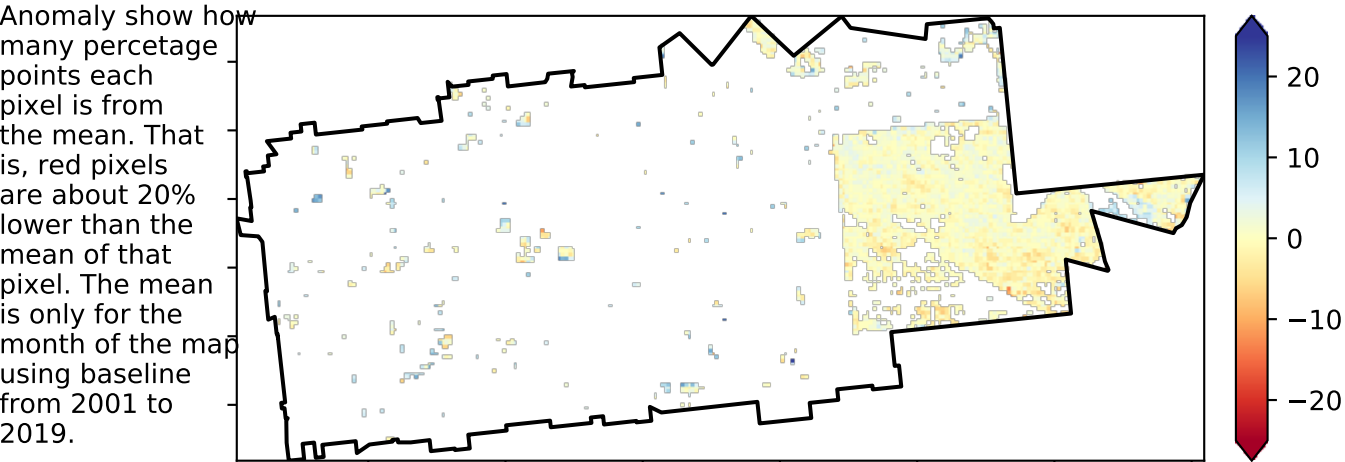 Anomaly show how
many percetage
points each
pixel is from
the mean. That
is, red pixels
are about 20%
lower than the
mean of that
pixel. The mean
is only for the
month of the map
using baseline
from 2001 to
2019.
20
10
0
−10
−20